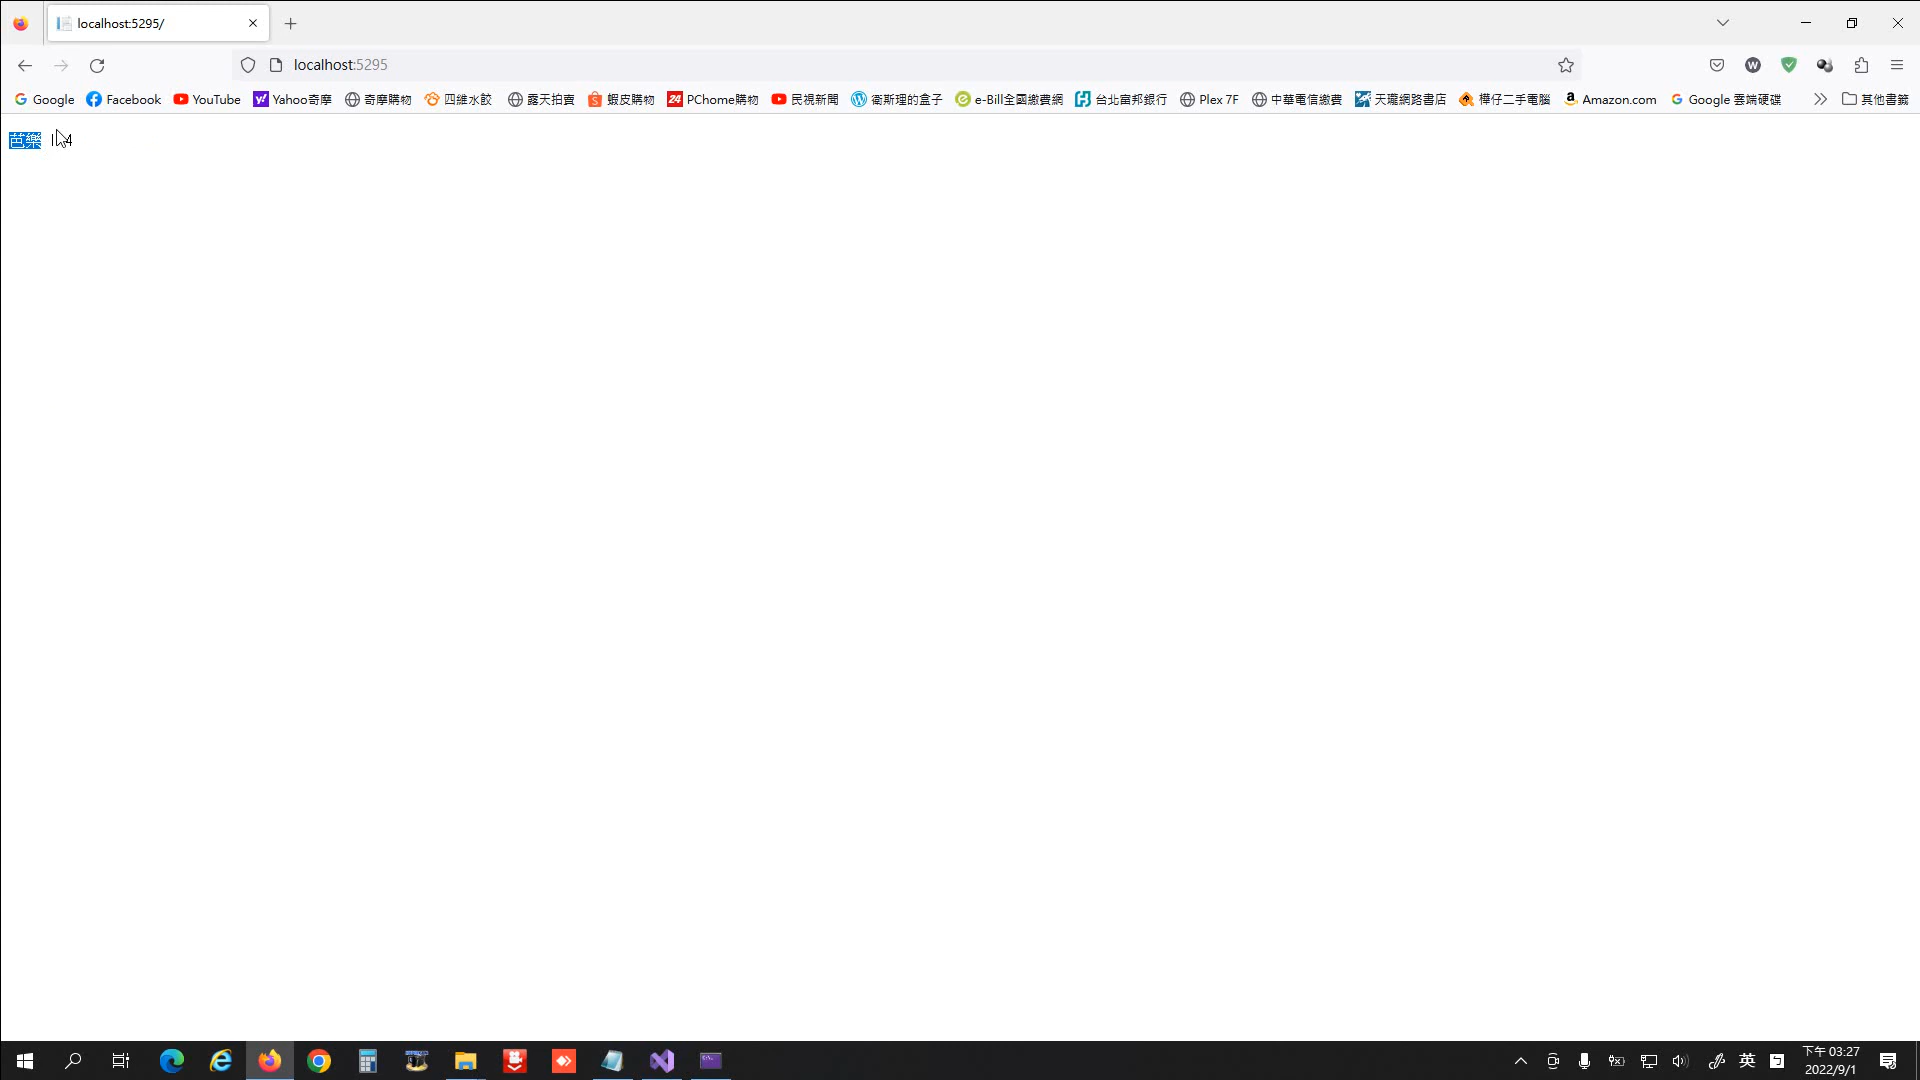 localhost:5295/
localhost:5295
Google Facebook YouTube Yahoo奇摩 奇摩購物 四維水餃 露天拍賣 蝦皮購物 PChome購物 民視新聞 衛斯理的盒子 e-Bill全國繳費網 台北富邦銀行 Plex 7F 中華電信繳費 天瓏網路書店 樺仔二手電腦 Amazon.com Google 雲端硬碟 其他書籤
芭樂
英
下午 03:27
2022/9/1